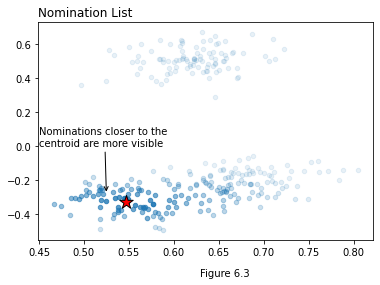 Nomination List
0.6
0.4
0.2
0.0
−0.2
−0.4
Nominations closer to the
centroid are more visible
0.45 0.50 0.55 0.60 0.65 0.70 0.75 0.80
Figure 6.3